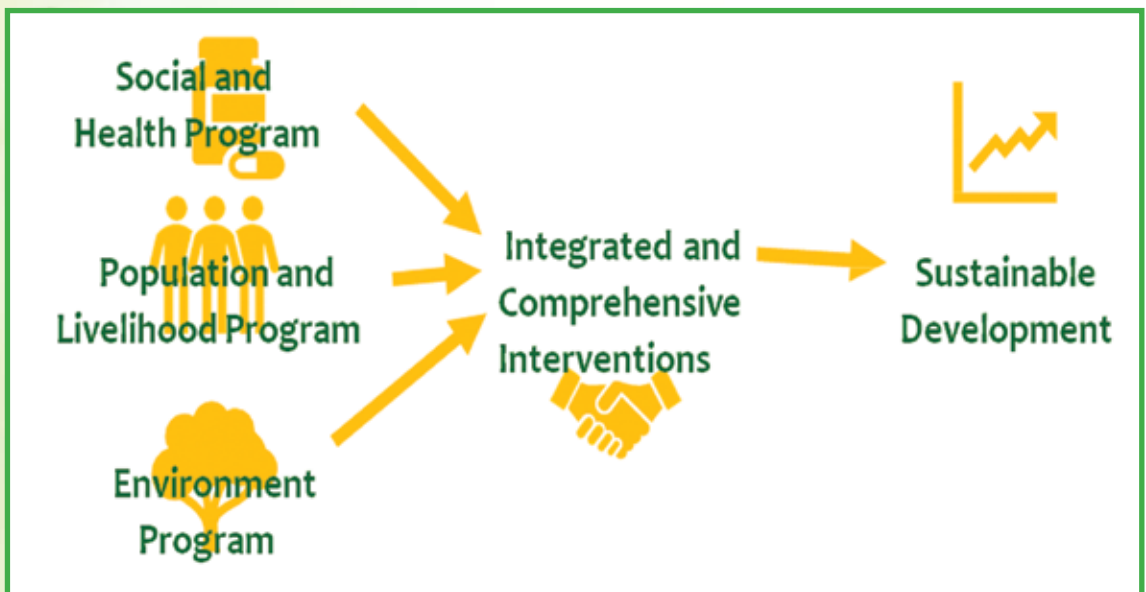 Social and
Health Program
Population and
Livelihood Program
Environment
Program
Integrated and
Comprehensive
Interventions
Sustainable
Development